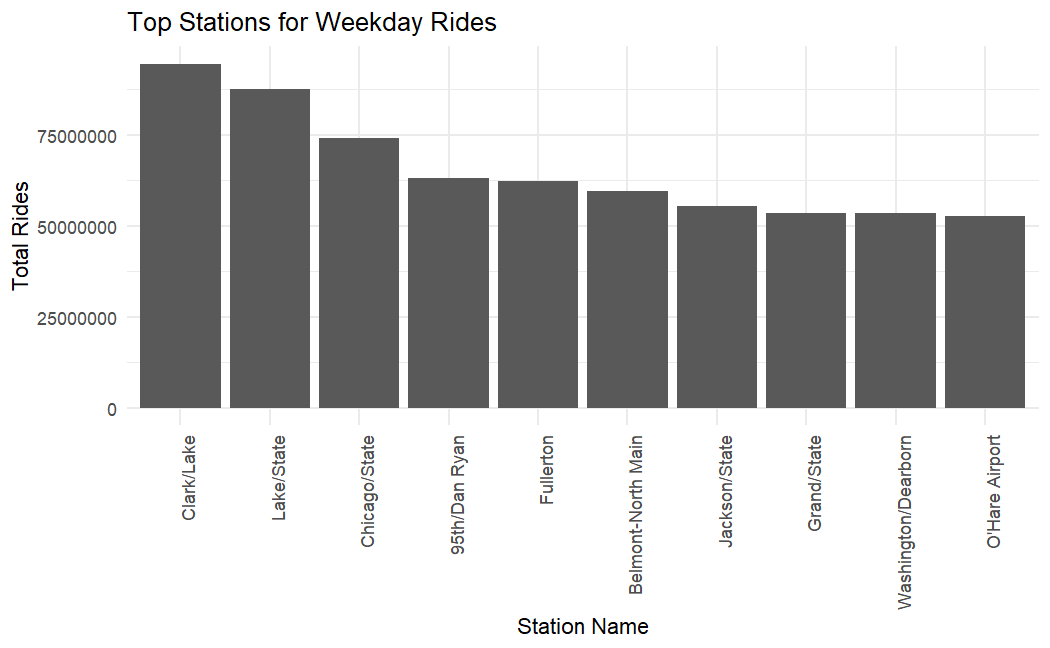 Top Stations for Weekday Rides
Total Rides
75000000
50000000
25000000
0
Clark/Lake
Lake/State
Chicago/State
95th/Dan Ryan
Fullerton
Belmont-North Main
Jackson/State
Grand/State
Washington/Dearborn
O'Hare Airport
Station Name